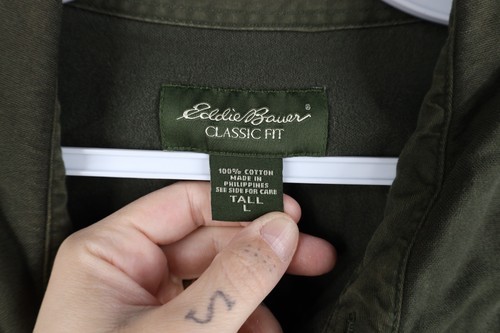 Eddie Bauer®
CLASSIC FIT
100% COTTON
MADE IN
PHILIPPINES
SEE SIDE FOR CARE
TALL
L